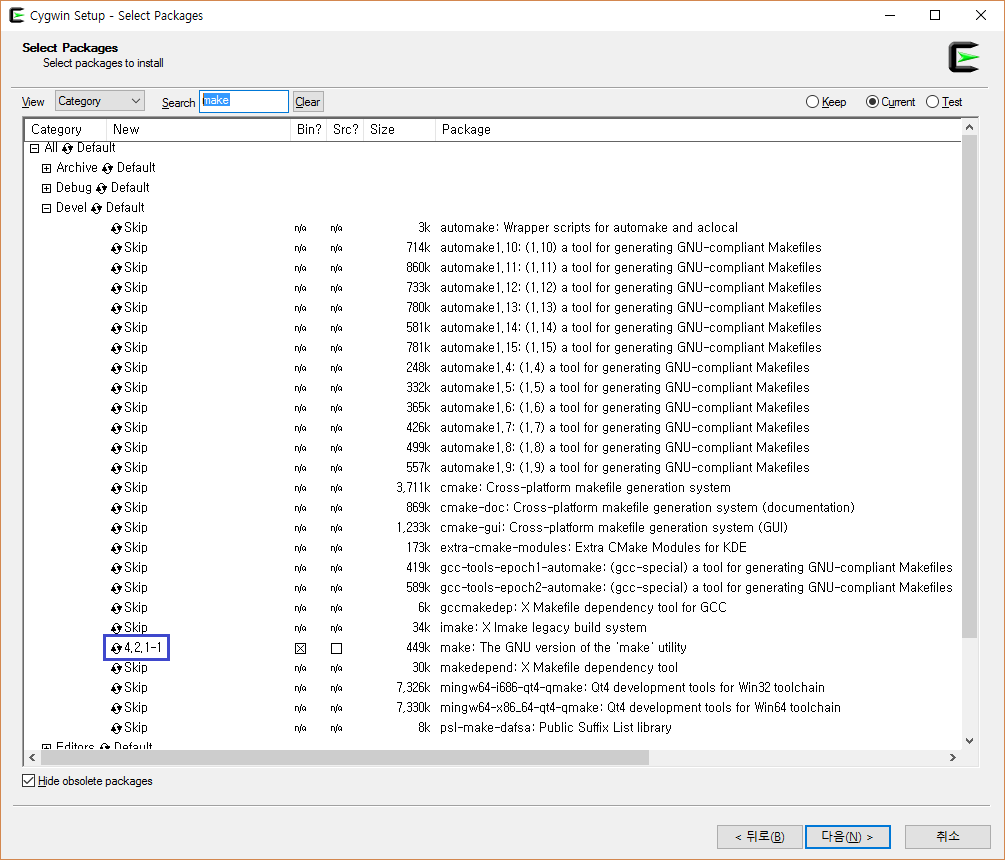 Cygwin Setup - Select Packages
Select Packages
Select packages to install
View Category Search make Clear Keep Current Test
Category New Bin? Src? Size Package
All Default
Archive Default
Debug Default
Devel Default
Skip n/a n/a 3k automake: Wrapper scripts for automake and aclocal
Skip n/a n/a 714k automake1.10: (1.10) a tool for generating GNU-compliant Makefiles
Skip n/a n/a 860k automake1.11: (1.11) a tool for generating GNU-compliant Makefiles
Skip n/a n/a 733k automake1.12: (1.12) a tool for generating GNU-compliant Makefiles
Skip n/a n/a 780k automake1.13: (1.13) a tool for generating GNU-compliant Makefiles
Skip n/a n/a 581k automake1.14: (1.14) a tool for generating GNU-compliant Makefiles
Skip n/a n/a 781k automake1.15: (1.15) a tool for generating GNU-compliant Makefiles
Skip n/a n/a 248k automake1.4: (1.4) a tool for generating GNU-compliant Makefiles
Skip n/a n/a 332k automake1.5: (1.5) a tool for generating GNU-compliant Makefiles
Skip n/a n/a 365k automake1.6: (1.6) a tool for generating GNU-compliant Makefiles
Skip n/a n/a 426k automake1.7: (1.7) a tool for generating GNU-compliant Makefiles
Skip n/a n/a 499k automake1.8: (1.8) a tool for generating GNU-compliant Makefiles
Skip n/a n/a 557k automake1.9: (1.9) a tool for generating GNU-compliant Makefiles
Skip n/a n/a 3,711k cmake: Cross-platform makefile generation system
Skip n/a n/a 869k cmake-doc: Cross-platform makefile generation system (documentation)
Skip n/a n/a 1,233k cmake-gui: Cross-platform makefile generation system (GUI)
Skip n/a n/a 173k extra-cmake-modules: Extra CMake Modules for KDE
Skip n/a n/a 419k gcc-tools-epoch1-automake: (gcc-special) a tool for generating GNU-compliant Makefiles
Skip n/a n/a 589k gcc-tools-epoch2-automake: (gcc-special) a tool for generating GNU-compliant Makefiles
Skip n/a n/a 6k gccmakedep: X Makefile dependency tool for GCC
Skip n/a n/a 34k imake: X Imake legacy build system
4.2.1-1 449k make: The GNU version of the 'make' utility
Skip n/a n/a 30k makedepend: X Makefile dependency tool
Skip n/a n/a 7,326k mingw64-i686-qt4-qmake: Qt4 development tools for Win32 toolchain
Skip n/a n/a 7,330k mingw64-x86_64-qt4-qmake: Qt4 development tools for Win64 toolchain
Skip n/a n/a 8k psl-make-dafsa: Public Suffix List library
Editors Default
Hide obsolete packages
< 뒤로(B) 다음(N) > 취소